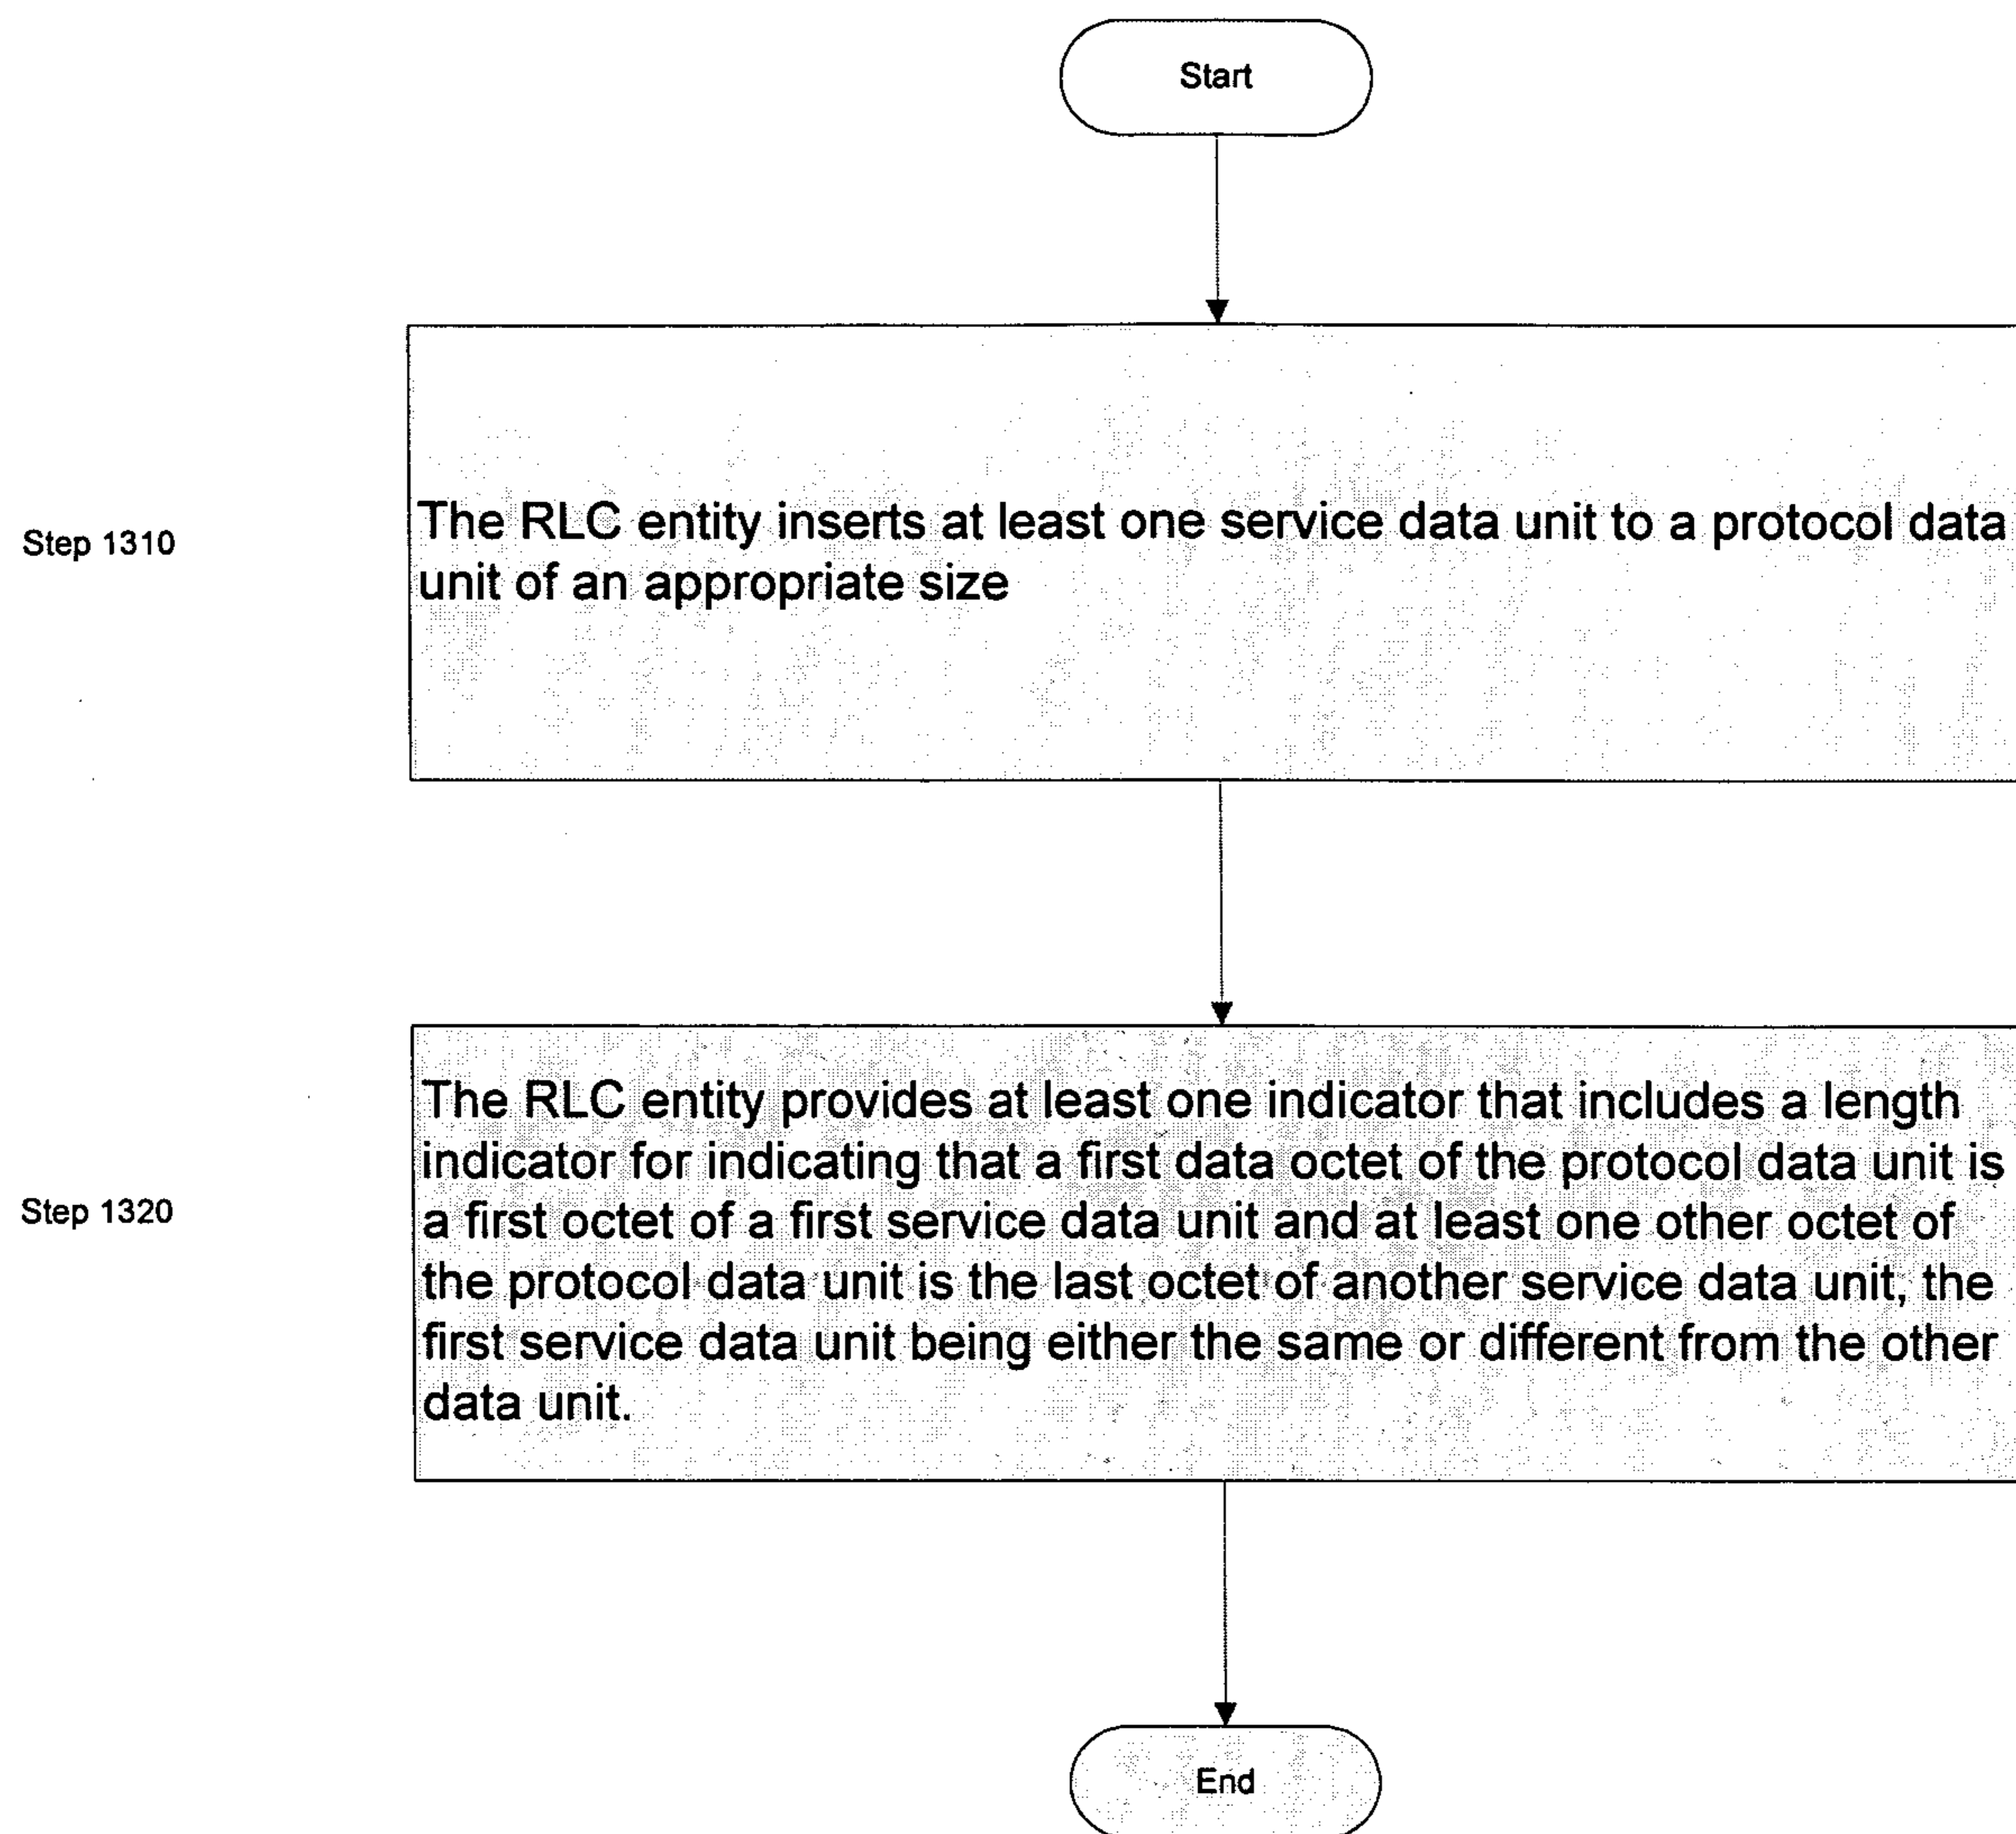 Start
Step 1310
The RLC entity inserts at least one service data unit to a protocol data
unit of an appropriate size
Step 1320
The RLC entity provides at least one indicator that includes a length
indicator for indicating that a first data octet of the protocol data unit is
a first octet of a first service data unit and at least one other octet of
the protocol data unit is the last octet of another service data unit, the
first service data unit being either the same or different from the other
data unit.
End